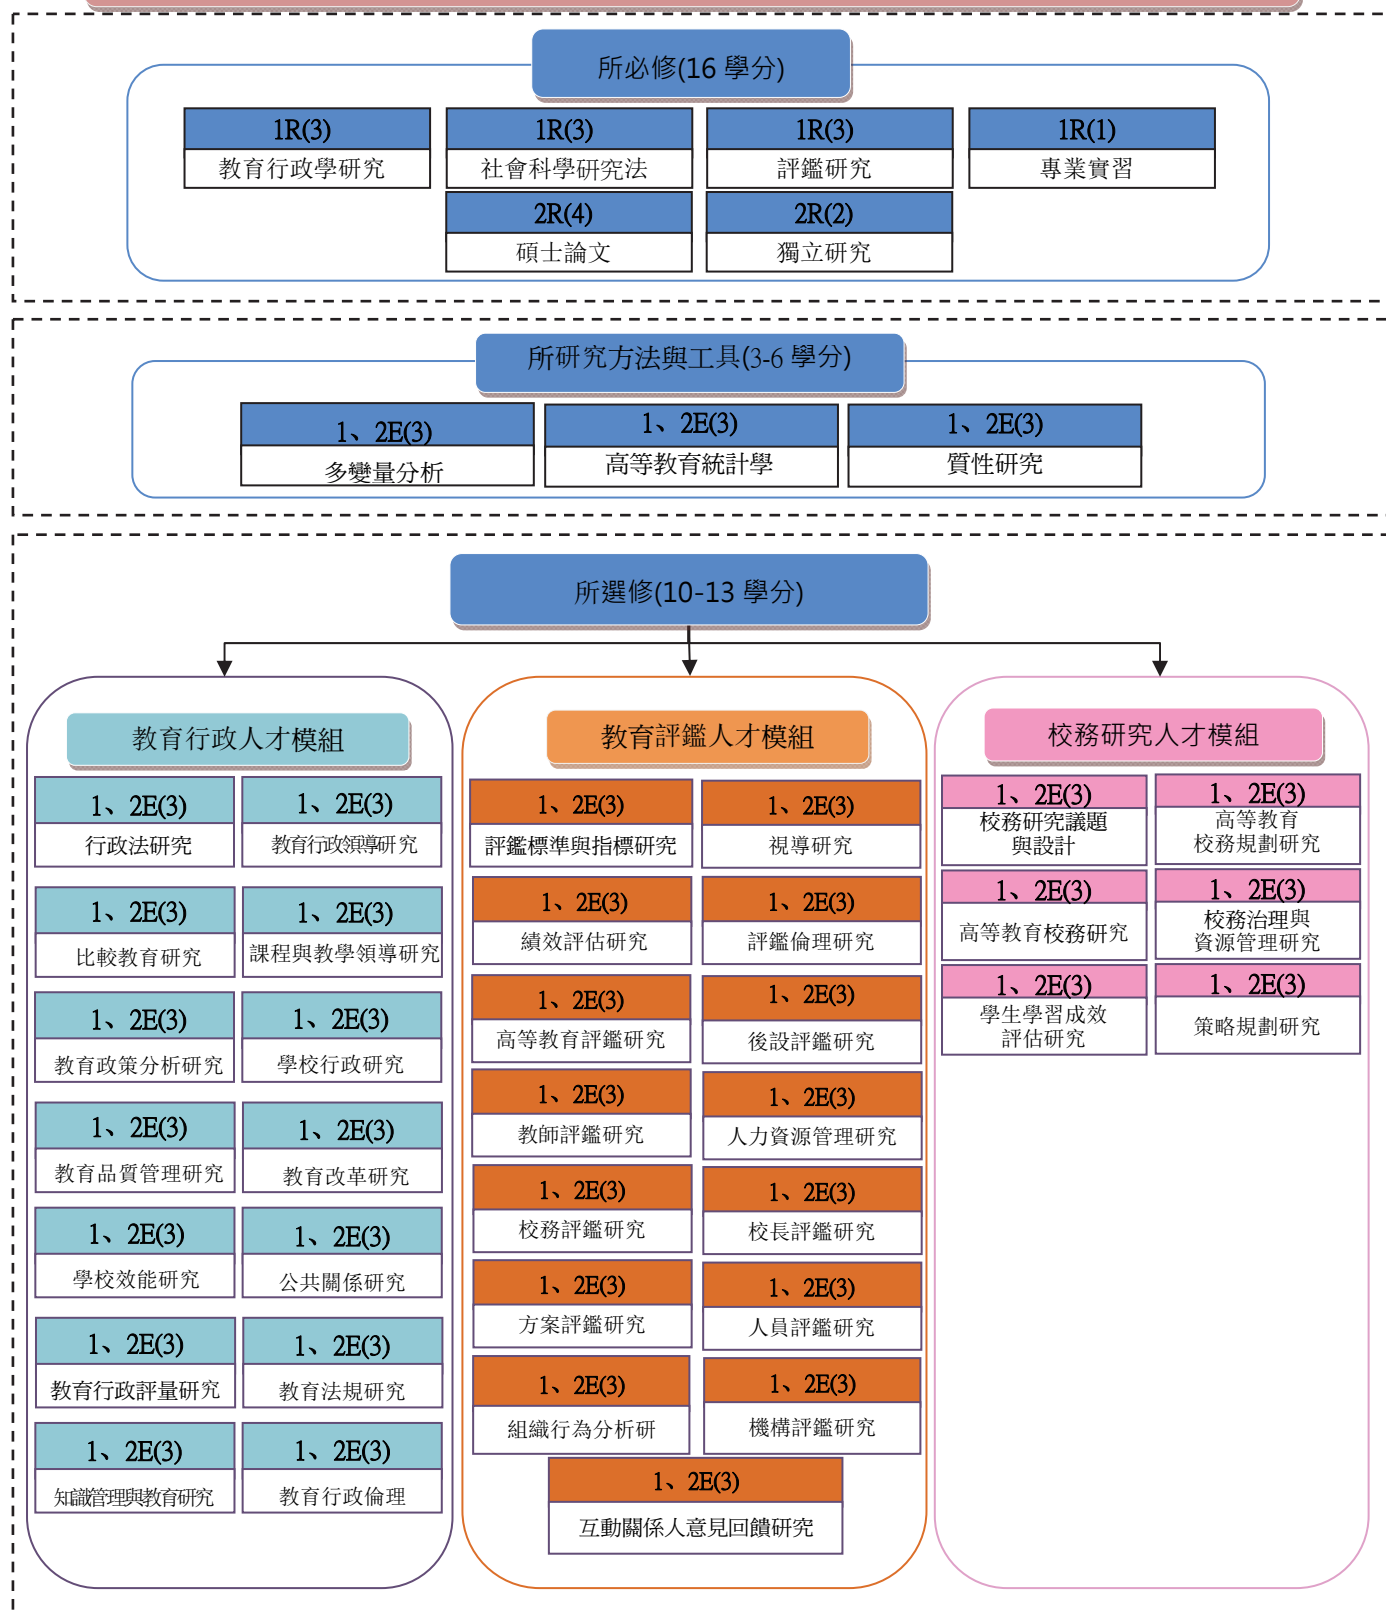 所必修(16 學分)
1R(3)
教育行政學研究
1R(3)
社會科學研究法
1R(3)
評鑑研究
1R(1)
專業實習
2R(4)
碩士論文
2R(2)
獨立研究
所研究方法與工具(3-6 學分)
1、2E(3)
多變量分析
1、2E(3)
高等教育統計學
1、2E(3)
質性研究
所選修(10-13 學分)
教育行政人才模組
1、2E(3)
行政法研究
1、2E(3)
教育行政領導研究
1、2E(3)
比較教育研究
1、2E(3)
課程與教學領導研究
1、2E(3)
教育政策分析研究
1、2E(3)
學校行政研究
1、2E(3)
教育品質管理研究
1、2E(3)
教育改革研究
1、2E(3)
學校效能研究
1、2E(3)
公共關係研究
1、2E(3)
教育行政評量研究
1、2E(3)
教育法規研究
1、2E(3)
知識管理與教育研究
1、2E(3)
教育行政倫理
教育評鑑人才模組
1、2E(3)
評鑑標準與指標研究
1、2E(3)
視導研究
1、2E(3)
績效評估研究
1、2E(3)
評鑑倫理研究
1、2E(3)
高等教育評鑑研究
1、2E(3)
後設評鑑研究
1、2E(3)
教師評鑑研究
1、2E(3)
人力資源管理研究
1、2E(3)
校務評鑑研究
1、2E(3)
校長評鑑研究
1、2E(3)
方案評鑑研究
1、2E(3)
人員評鑑研究
1、2E(3)
組織行為分析研
1、2E(3)
機構評鑑研究
1、2E(3)
互動關係人意見回饋研究
校務研究人才模組
1、2E(3)
校務研究議題
與設計
1、2E(3)
高等教育
校務規劃研究
1、2E(3)
高等教育校務研究
1、2E(3)
校務治理與
資源管理研究
1、2E(3)
學生學習成效
評估研究
1、2E(3)
策略規劃研究